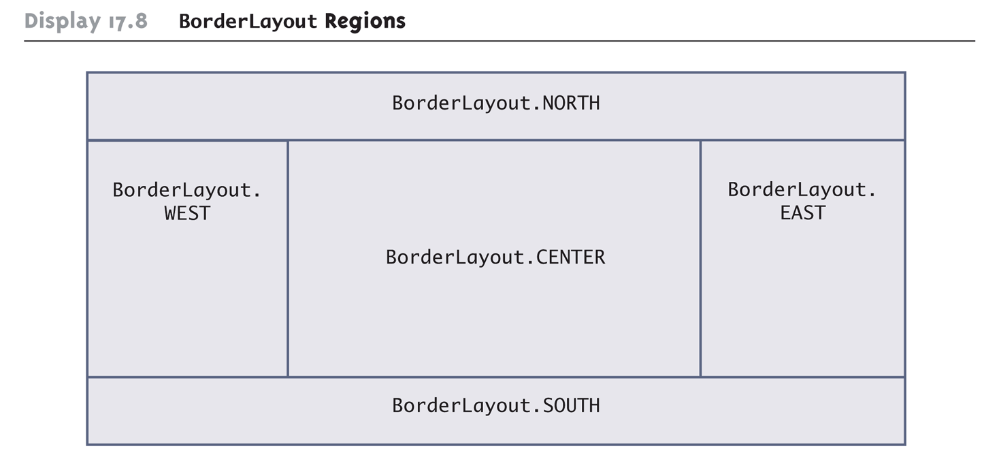 Display 17.8 BorderLayout Regions
BorderLayout.NORTH
BorderLayout.
WEST
BorderLayout.CENTER
BorderLayout.
EAST
BorderLayout.SOUTH